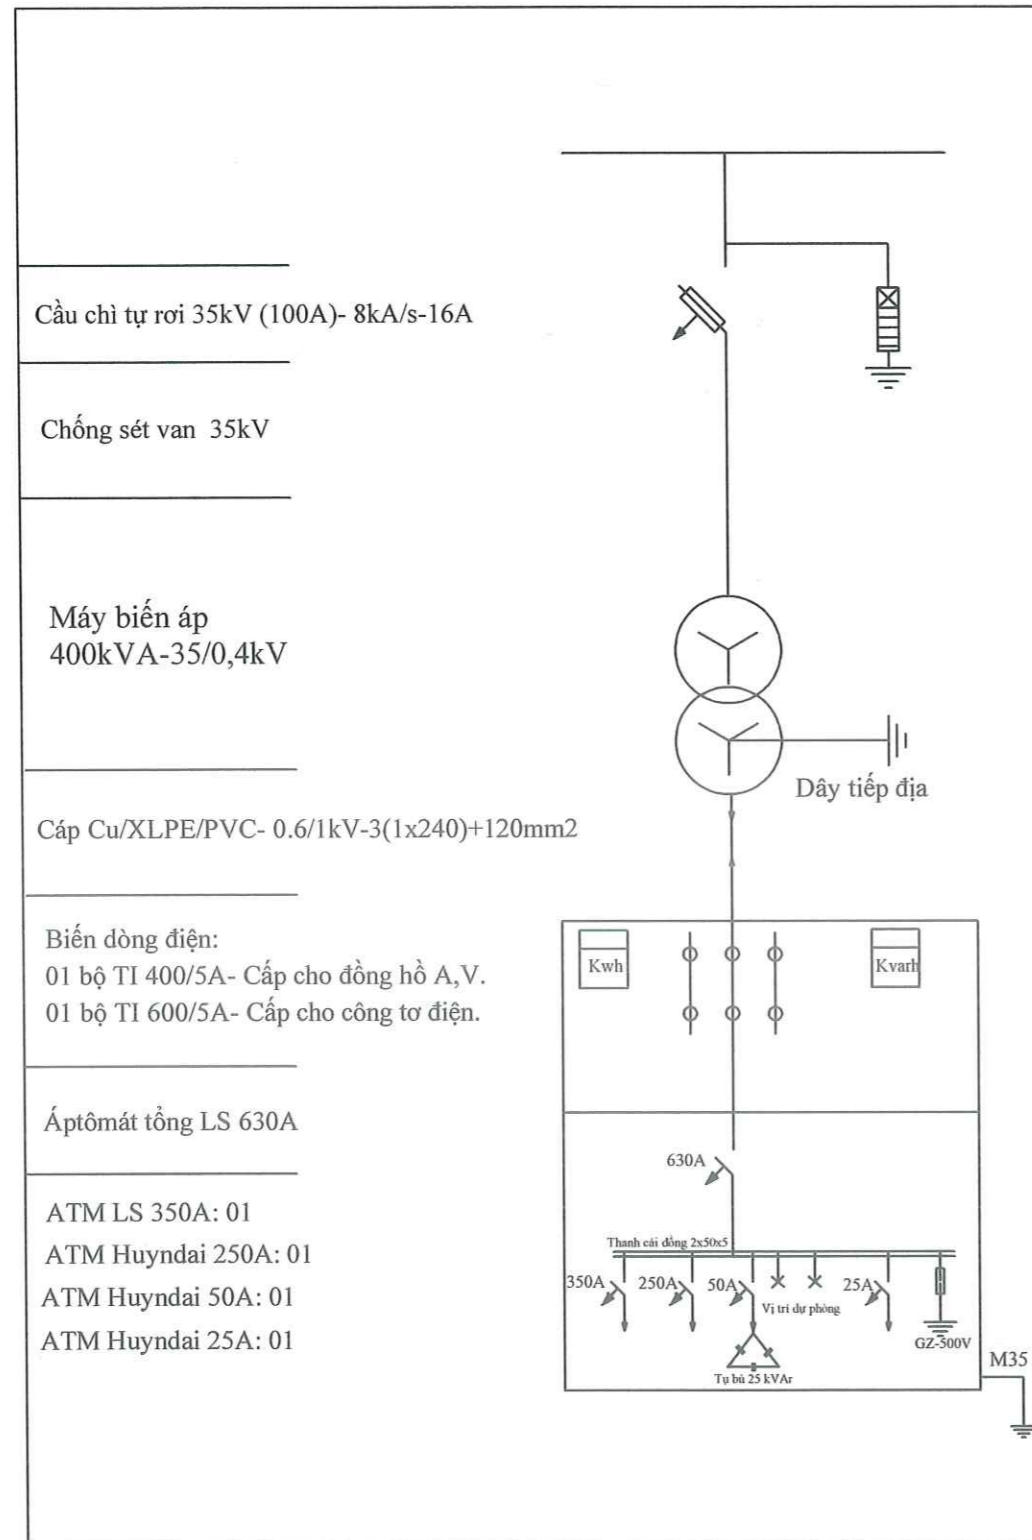 Cầu chì tự rơi 35kV (100A)- 8kA/s-16A
Chống sét van 35kV
Máy biến áp
400kVA-35/0,4kV
Dây tiếp địa
Cáp Cu/XLPE/PVC- 0.6/1kV-3(1x240)+120mm2
Biến dòng điện:
01 bộ TI 400/5A- Cấp cho đồng hồ A,V.
01 bộ TI 600/5A- Cấp cho công tơ điện.
Kwh
Kvarh
Áptômát tổng LS 630A
630A
ATM LS 350A: 01
ATM Huyndai 250A: 01
ATM Huyndai 50A: 01
ATM Huyndai 25A: 01
Thanh cái đồng 2x50x5
350A
250A
50A
25A
Vị trí dự phòng
GZ-500V
Tụ bù 25 kVAr
M35